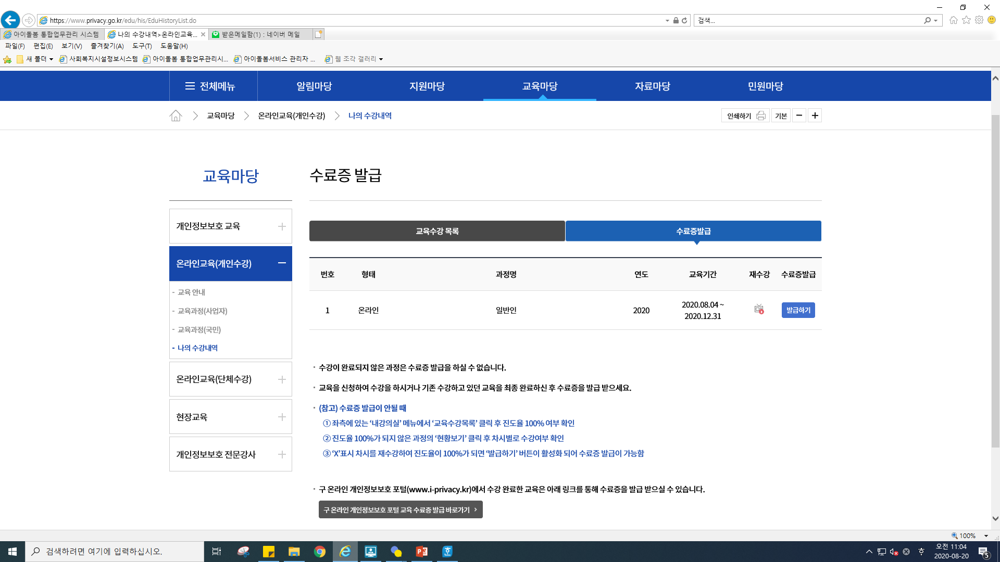 https://www.privacy.go.kr/edu/his/EduHistoryList.do
검색...
아이돌봄 통합업무관리 시스템
나의 수강내역>온라인교육...
받은메일함(1) : 네이버 메일
파일(F) 편집(E) 보기(V) 즐겨찾기(A) 도구(T) 도움말(H)
새 폴더
사회복지시설정보시스템
아이돌봄 통합업무관리시...
아이돌봄서비스 관리자 ...
웹 조각 갤러리
전체메뉴 알림마당 지원마당 교육마당 자료마당 민원마당
교육마당 온라인교육(개인수강) 나의 수강내역
인쇄하기 기본 - +
교육마당
개인정보보호 교육
온라인교육(개인수강)
- 교육 안내
- 교육과정(사업자)
- 교육과정(국민)
- 나의 수강내역
온라인교육(단체수강)
현장교육
개인정보보호 전문강사
수료증 발급
교육수강 목록 수료증발급
번호 형태 과정명 연도 교육기간 재수강 수료증발급
1 온라인 일반인 2020 2020.08.04 ~
2020.12.31
발급하기
· 수강이 완료되지 않은 과정은 수료증 발급을 하실 수 없습니다.
· 교육을 신청하여 수강을 하시거나 기존 수강하고 있던 교육을 최종 완료하신 후 수료증을 발급 받으세요.
· (참고) 수료증 발급이 안될 때
① 좌측에 있는 ‘내강의실’ 메뉴에서 ‘교육수강목록’ 클릭 후 진도율 100% 여부 확인
② 진도율 100%가 되지 않은 과정의 ‘현황보기’ 클릭 후 차시별로 수강여부 확인
③ ‘X’표시 차시를 재수강하여 진도율이 100%가 되면 ‘발급하기’ 버튼이 활성화 되어 수료증 발급이 가능함
· 구 온라인 개인정보보호 포털(www.i-privacy.kr)에서 수강 완료한 교육은 아래 링크를 통해 수료증을 발급 받으실 수 있습니다.
구 온라인 개인정보보호 포털 교육 수료증 발급 바로가기 >
100%
검색하려면 여기에 입력하십시오.
오전 11:04
2020-08-20
5